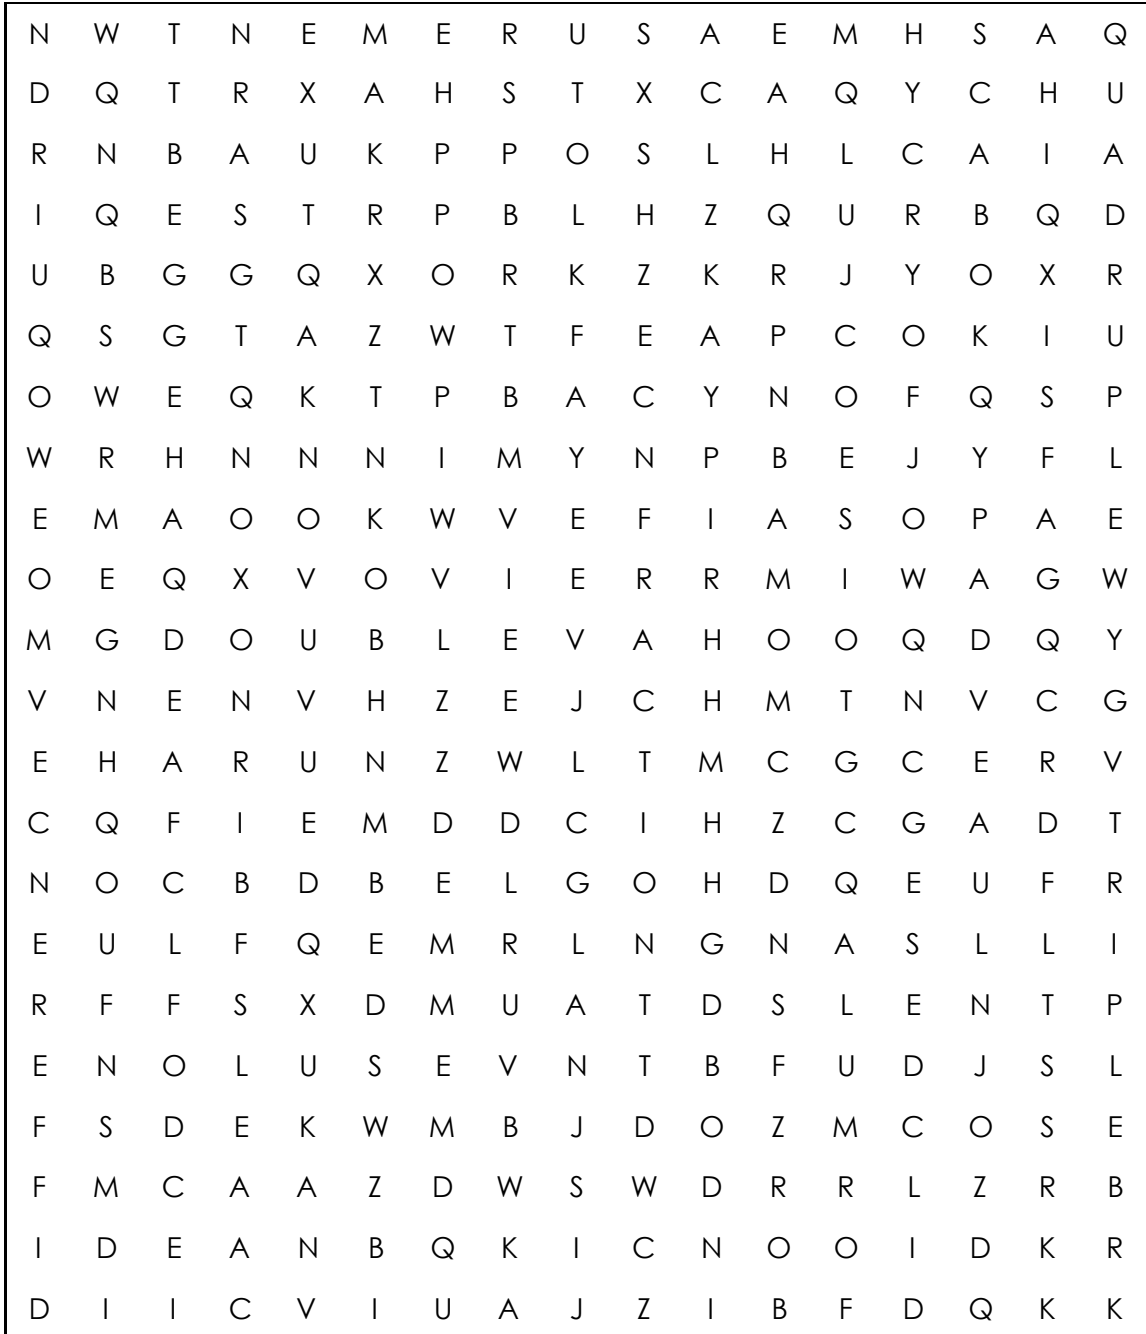 N W T N E M E R U S A E M H S A Q
D Q T R X A H S T X C A Q Y C H U
R N B A U K P P O S L H L C A I A
I Q E S T R P B L H Z Q U R B Q D
U B G G Q X O R K Z K R J Y O X R
Q S G T A Z W T F E A P C O K I U
O W E Q K T P B A C Y N O F Q S P
W R H N N N I M Y N P B E J Y F L
E M A O O K W V E F I A S O P A E
O E Q X V O V I E R R M I W A G W
M G D O U B L E V A H O O Q D Q Y
V N E N V H Z E J C H M T N V C G
E H A R U N Z W L T M C G C E R V
C Q F I E M D D C I H Z C G A D T
N O C B D B E L G O H D Q E U F R
E U L F Q E M R L N G N A S L L I
R F F S X D M U A T D S L E N T P
E N O L U S E V N T B F U D J S L
F S D E K W M B J D O Z M C O S E
F M C A A Z D W S W D R R L Z R B
I D E A N B Q K I C N O O I D K R
D I I C V I U A J Z I B F D Q K K